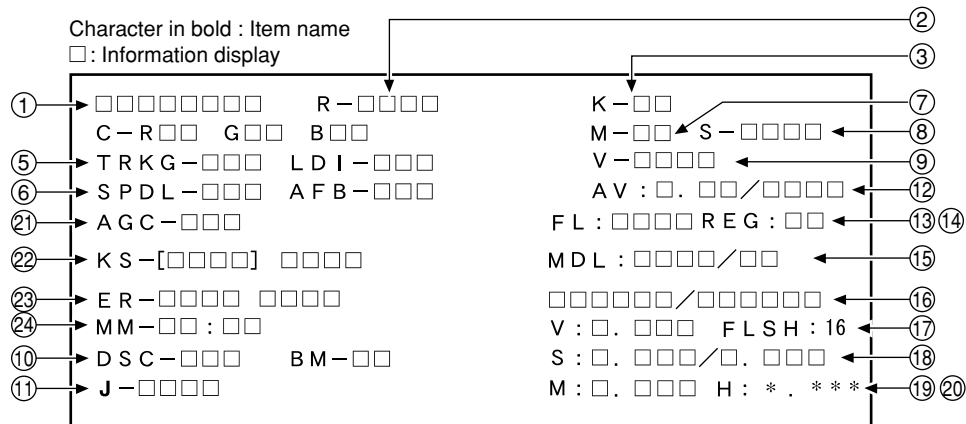 Character in bold : Item name
□ : Information display
②
③
① □□□□□□□□ R－□□□□ K－□□ ⑦
C－R□□ G□□ B□□ M－□□ S－□□□□ ⑧
⑤ TRKG－□□□ LDI－□□□ V－□□□□ ⑨
⑥ SPDL－□□□ AFB－□□□ AV：□．□□／□□□□ ⑫
㉑ AGC－□□□ FL：□□□□ REG：□□ ⑬⑭
㉒ KS－[□□□□] □□□□ MDL：□□□□／□□ ⑮
㉓ ER－□□□□ □□□□ □□□□□□／□□□□□□ ⑯
㉔ MM－□□：□□ V：□．□□□ FLSH：16 ⑰
⑩ DSC－□□□ BM－□□ S：□．□□□／□．□□□ ⑱
⑪ J－□□□□ M：□．□□□ H：＊．＊＊＊ ⑲⑳